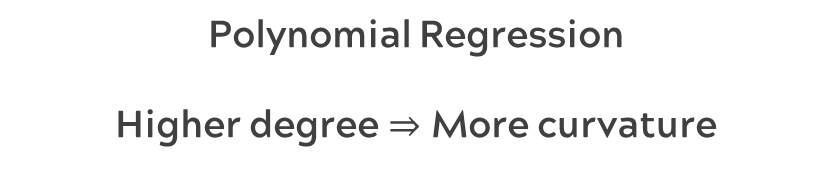 Polynomial Regression
Higher degree ⇒ More curvature